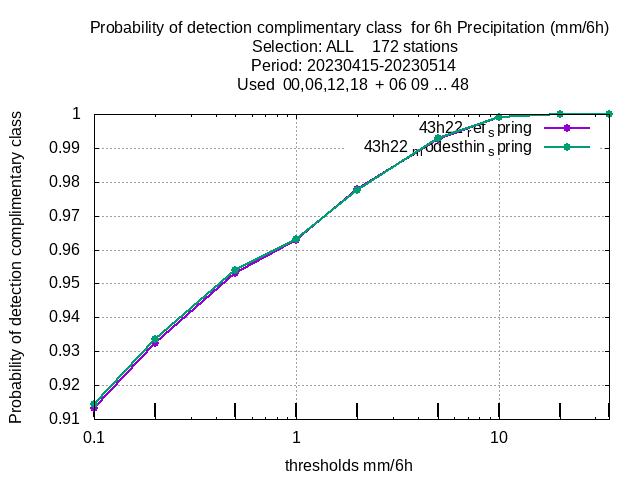 Probability of detection complimentary class for 6h Precipitation (mm/6h)
Selection: ALL 172 stations
Period: 20230415-20230514
Used 00,06,12,18 + 06 09 ... 48
Probability of detection complimentary class
1
0.99
0.98
0.97
0.96
0.95
0.94
0.93
0.92
0.91
43h22_ref_spring
43h22_modesthin_spring
0.1
1
10
thresholds mm/6h